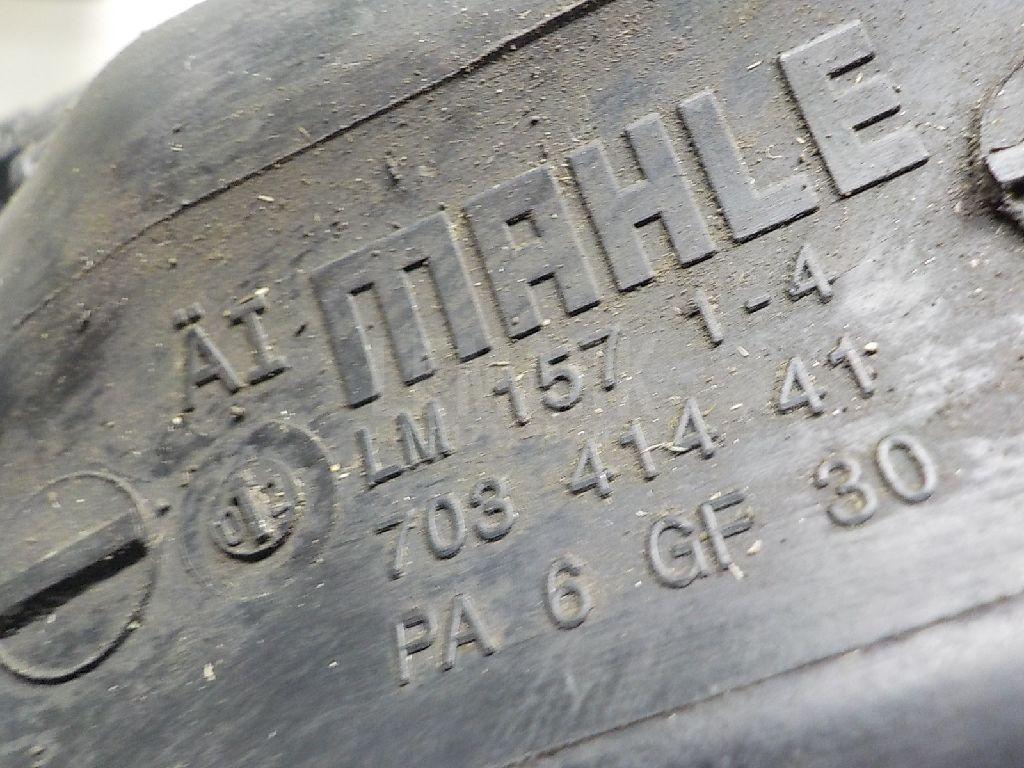 ÄI MAHLE
LM 157 1-4
703 414 41
PA 6 GF 30